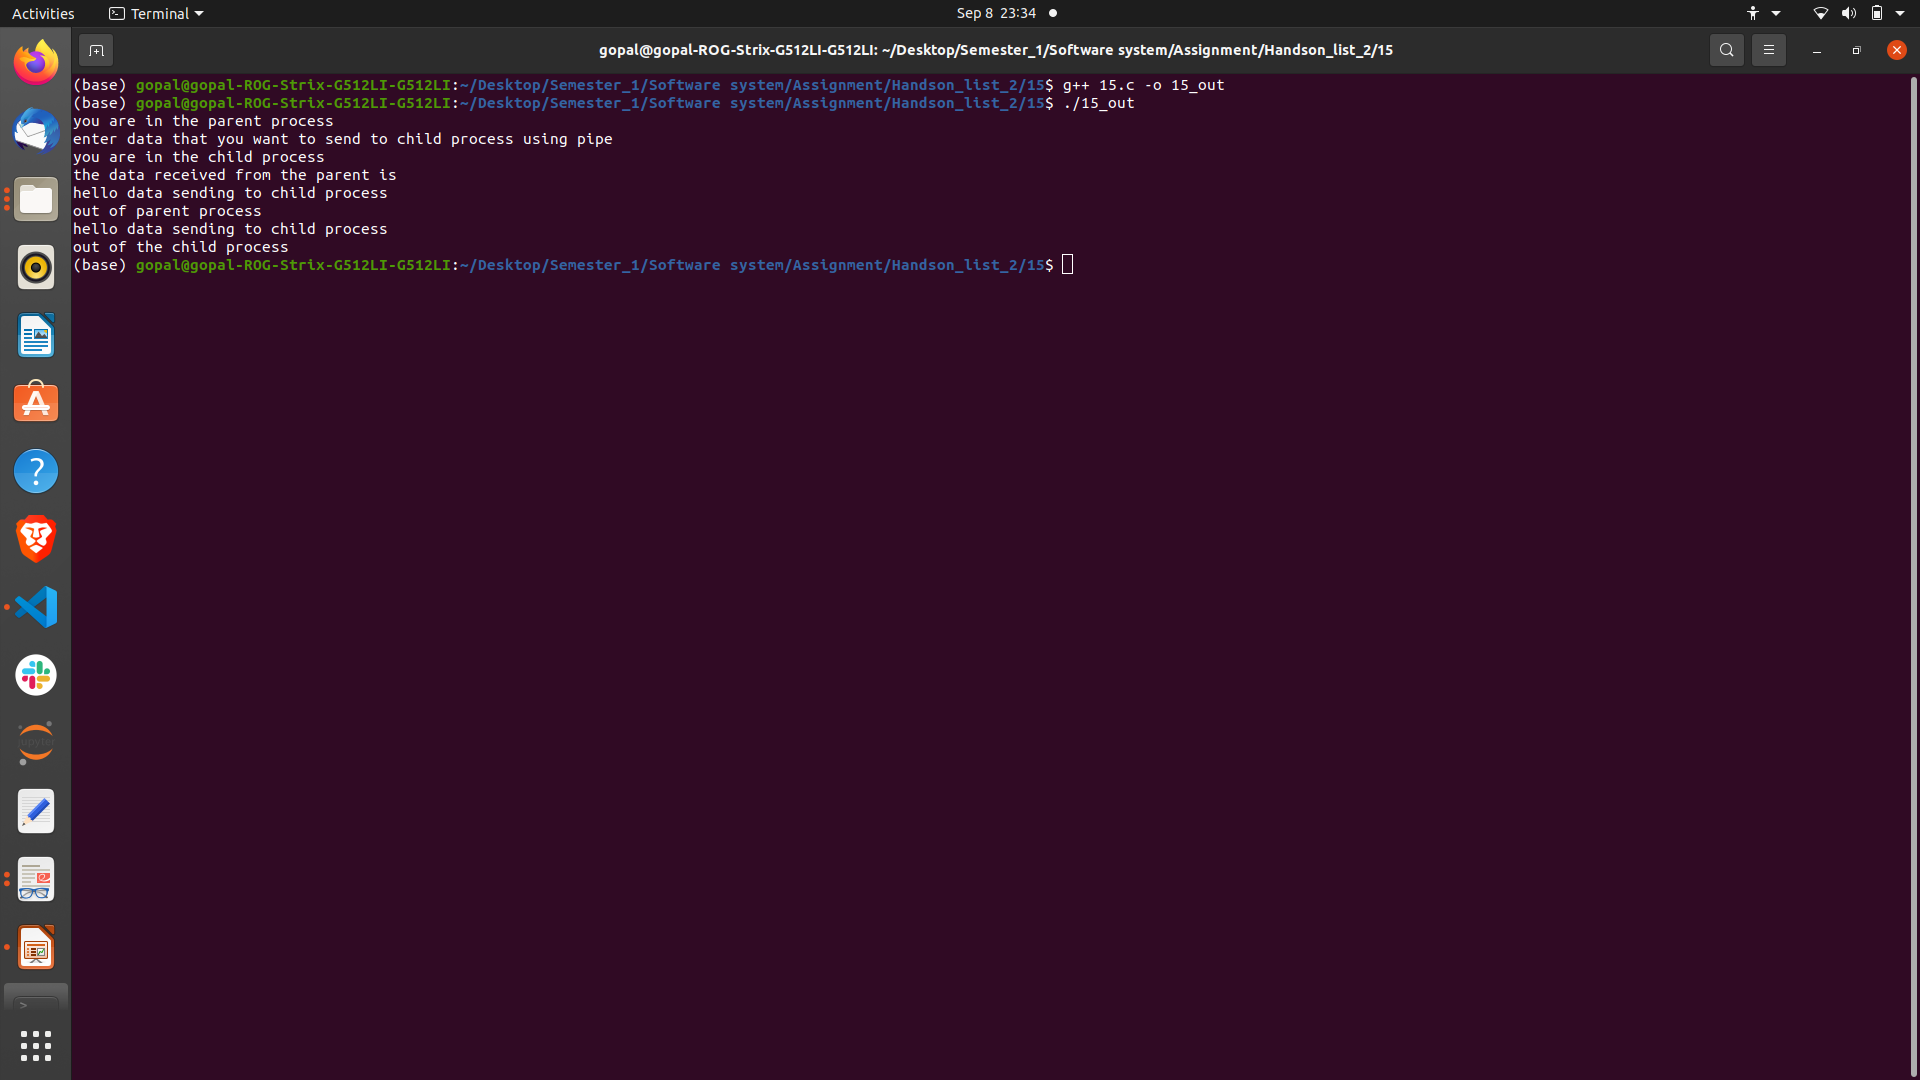 Activities
Terminal
Sep 8 23:34
gopal@gopal-ROG-Strix-G512LI-G512LI: ~/Desktop/Semester_1/Software system/Assignment/Handson_list_2/15
(base) gopal@gopal-ROG-Strix-G512LI-G512LI:~/Desktop/Semester_1/Software system/Assignment/Handson_list_2/15$ g++ 15.c -o 15_out
(base) gopal@gopal-ROG-Strix-G512LI-G512LI:~/Desktop/Semester_1/Software system/Assignment/Handson_list_2/15$ ./15_out
you are in the parent process
enter data that you want to send to child process using pipe
you are in the child process
the data received from the parent is
hello data sending to child process
out of parent process
hello data sending to child process
out of the child process
(base) gopal@gopal-ROG-Strix-G512LI-G512LI:~/Desktop/Semester_1/Software system/Assignment/Handson_list_2/15$